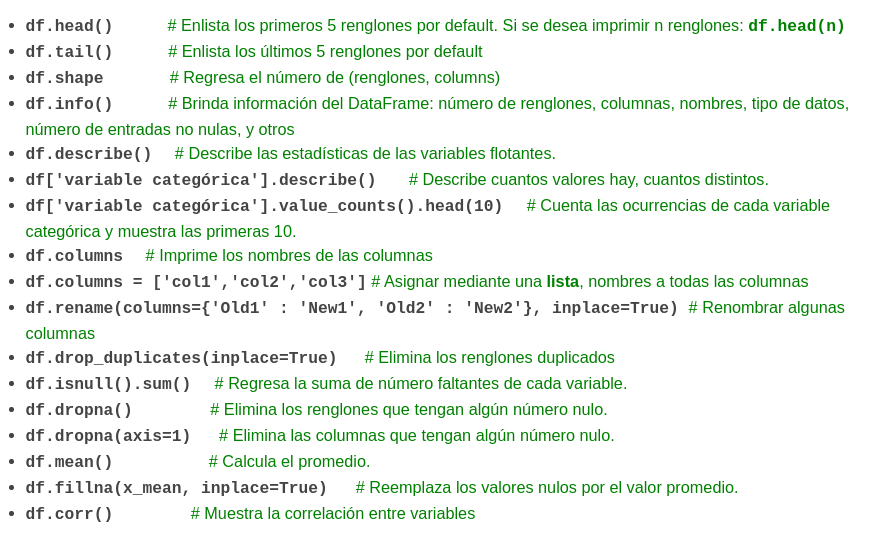 • df.head() # Enlista los primeros 5 renglones por default. Si se desea imprimir n renglones: df.head(n)
• df.tail() # Enlista los últimos 5 renglones por default
• df.shape # Regresa el número de (renglones, columns)
• df.info() # Brinda información del DataFrame: número de renglones, columnas, nombres, tipo de datos,
número de entradas no nulas, y otros
• df.describe() # Describe las estadísticas de las variables flotantes.
• df['variable categórica'].describe() # Describe cuantos valores hay, cuantos distintos.
• df['variable categórica'].value_counts().head(10) # Cuenta las ocurrencias de cada variable
categórica y muestra las primeras 10.
• df.columns # Imprime los nombres de las columnas
• df.columns = ['col1','col2','col3'] # Asignar mediante una lista, nombres a todas las columnas
• df.rename(columns={'Old1' : 'New1', 'Old2' : 'New2'}, inplace=True) # Renombrar algunas
columnas
• df.drop_duplicates(inplace=True) # Elimina los renglones duplicados
• df.isnull().sum() # Regresa la suma de número faltantes de cada variable.
• df.dropna() # Elimina los renglones que tengan algún número nulo.
• df.dropna(axis=1) # Elimina las columnas que tengan algún número nulo.
• df.mean() # Calcula el promedio.
• df.fillna(x_mean, inplace=True) # Reemplaza los valores nulos por el valor promedio.
• df.corr() # Muestra la correlación entre variables